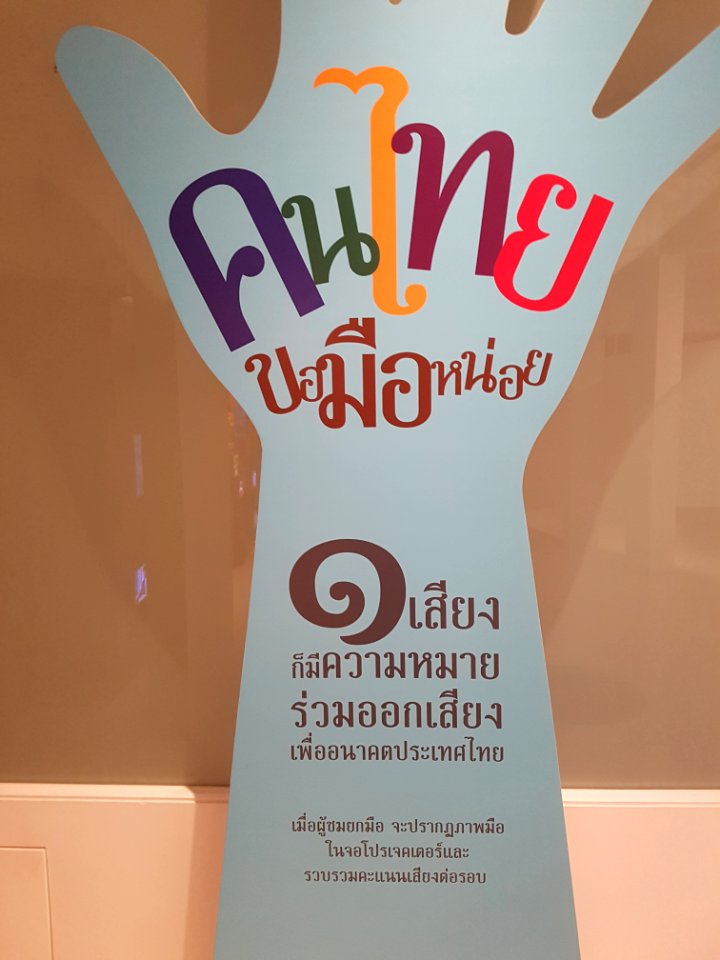 คนไทย
ขอมือหน่อย
๑เสียง
ก็มีความหมาย
ร่วมออกเสียง
เพื่ออนาคตประเทศไทย
เมื่อผู้ชมยกมือ จะปรากฏภาพมือ
ในจอโปรเจคเตอร์และ
รวบรวมคะแนนเสียงต่อรอบ